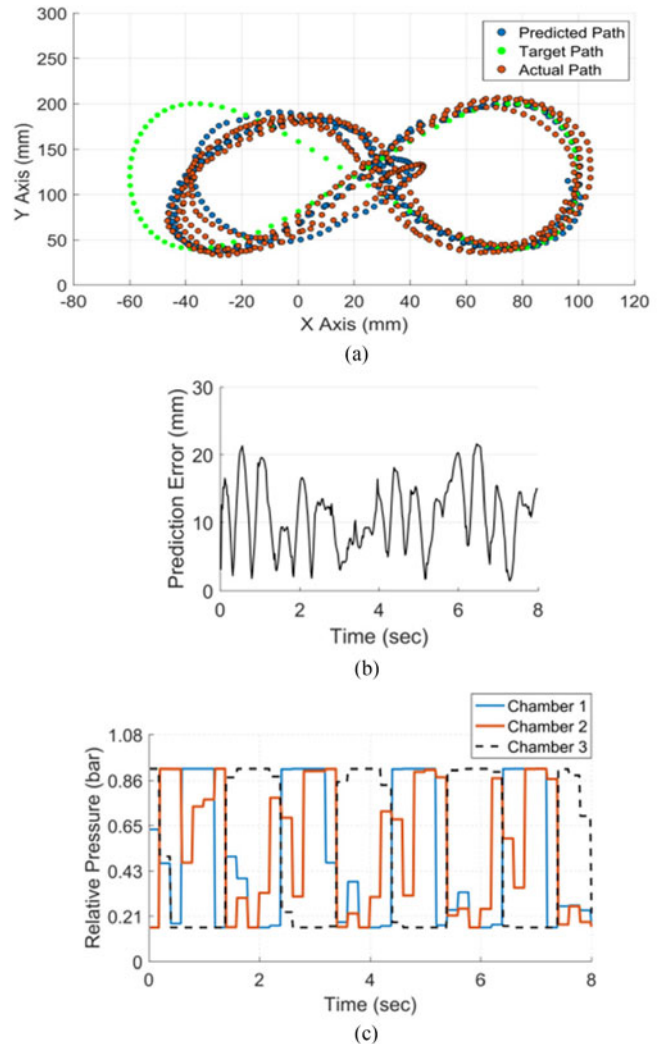 300
250
200
150
100
50
0
Y Axis (mm)
Predicted Path
Target Path
Actual Path
-80 -60 -40 -20 0 20 40 60 80 100 120
X Axis (mm)
(a)
30
20
10
0
Prediction Error (mm)
0 2 4 6 8
Time (sec)
(b)
Chamber 1
Chamber 2
Chamber 3
1.08
0.86
0.65
0.43
0.21
0
Relative Pressure (bar)
0 2 4 6 8
Time (sec)
(c)